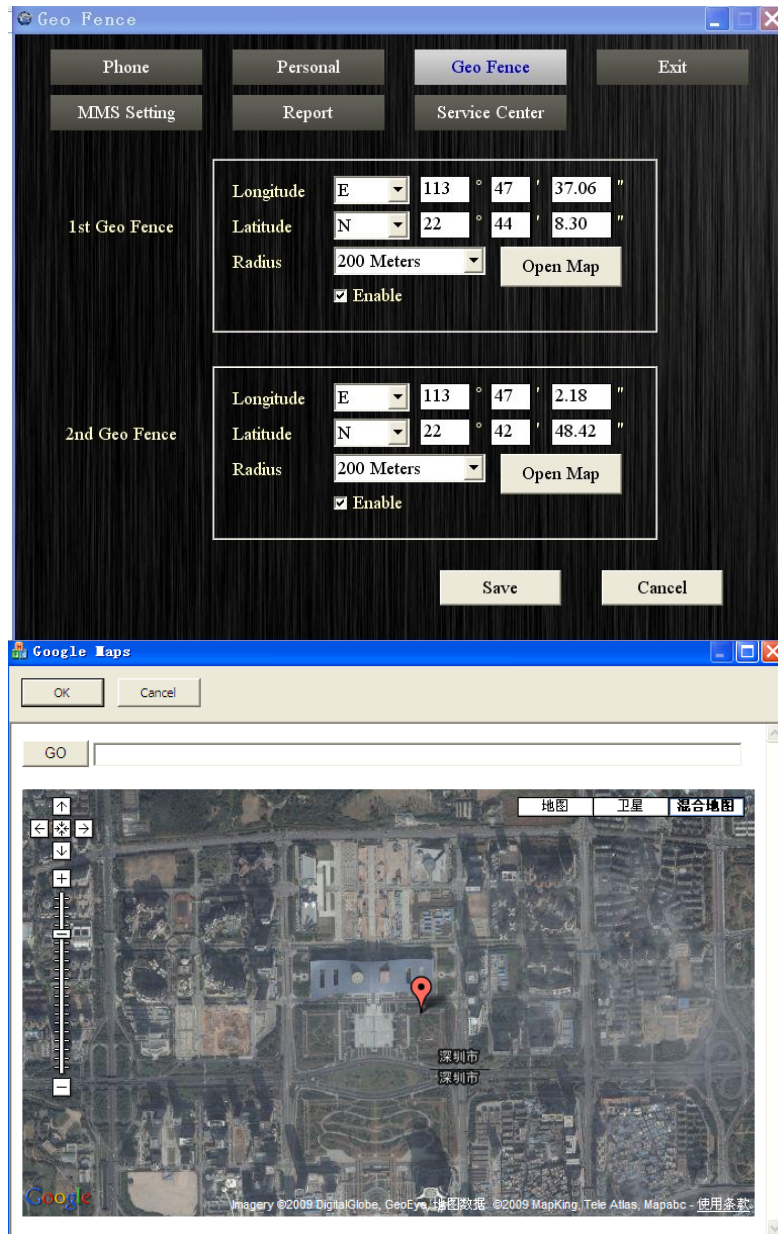 Geo Fence
Phone Personal Geo Fence Exit
MMS Setting Report Service Center
1st Geo Fence
Longitude E 113 ° 47 ' 37.06 "
Latitude N 22 ° 44 ' 8.30 "
Radius 200 Meters Open Map
Enable
2nd Geo Fence
Longitude E 113 ° 47 ' 2.18 "
Latitude N 22 ° 42 ' 48.42 "
Radius 200 Meters Open Map
Enable
Save Cancel
Google Maps
OK Cancel
GO
地图 卫星 混合地图
深圳市
深圳市
Google
Imagery ©2009 DigitalGlobe, GeoEye, 地图数据 ©2009 MapKing, Tele Atlas, Mapabc - 使用条款